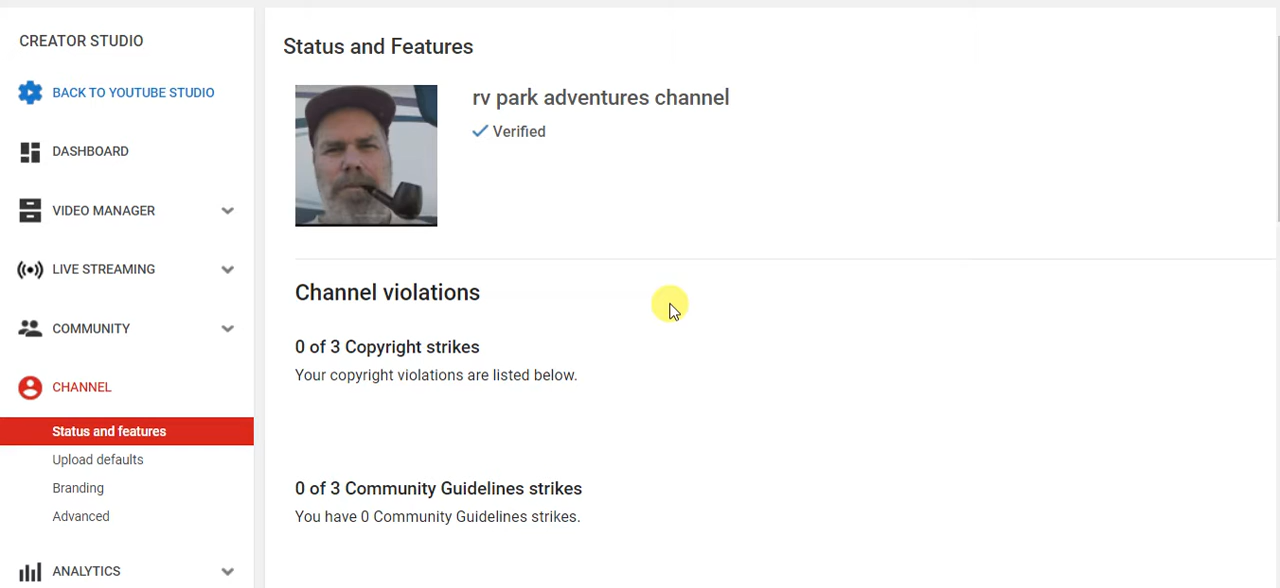 CREATOR STUDIO
BACK TO YOUTUBE STUDIO
DASHBOARD
VIDEO MANAGER
LIVE STREAMING
COMMUNITY
CHANNEL
Status and features
Upload defaults
Branding
Advanced
ANALYTICS
Status and Features
rv park adventures channel
Verified
Channel violations
0 of 3 Copyright strikes
Your copyright violations are listed below.
0 of 3 Community Guidelines strikes
You have 0 Community Guidelines strikes.